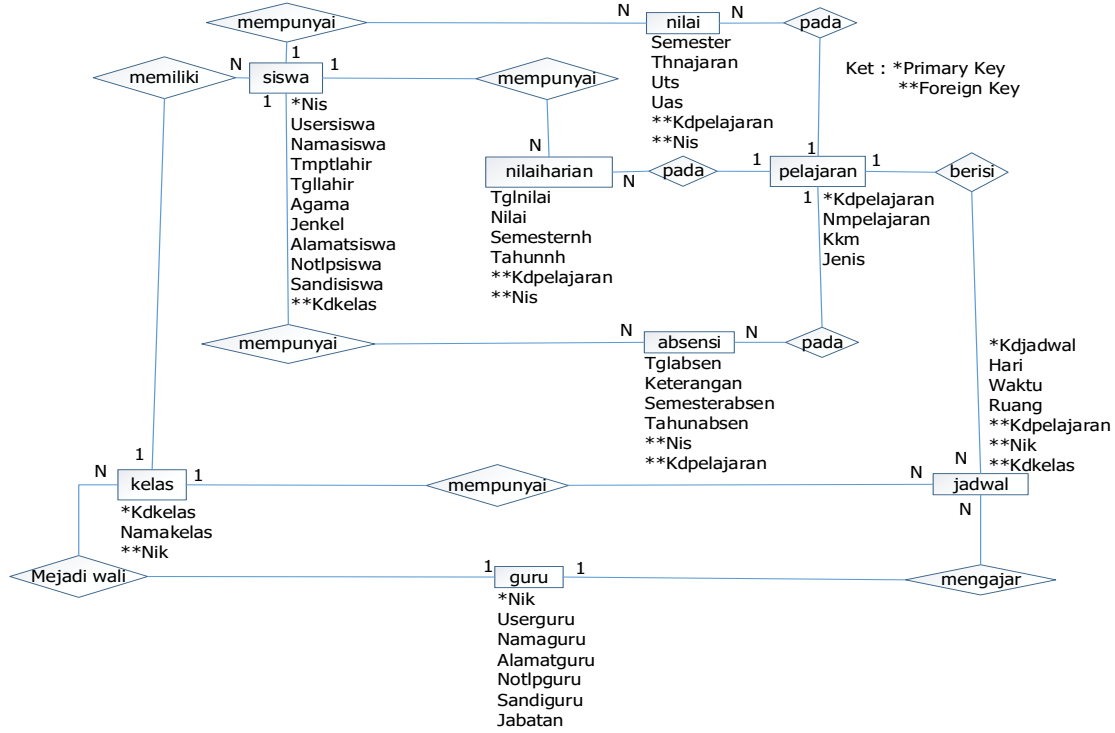 mempunyai
N
nilai
N
pada
1
Semester
Thnajaran
Uts
Uas
**Kdpelajaran
**Nis
Ket : *Primary Key
**Foreign Key
memiliki
N
siswa
1
mempunyai
1
*Nis
Usersiswa
Namasiswa
Tmptlahir
Tgllahir
Agama
Jenkel
Alamatsiswa
Notlpsiswa
Sandisiswa
**Kdkelas
N
nilaiharian
N
pada
1
1
pelajaran
1
berisi
Tglnilai
Nilai
Semesternh
Tahunnh
**Kdpelajaran
**Nis
1
*Kdpelajaran
Nmpelajaran
Kkm
Jenis
mempunyai
N
absensi
N
pada
Tglabsen
Keterangan
Semesterabsen
Tahunabsen
**Nis
**Kdpelajaran
*Kdjadwal
Hari
Waktu
Ruang
**Kdpelajaran
**Nik
**Kdkelas
1
N
kelas
1
mempunyai
N
N
jadwal
N
*Kdkelas
Namakelas
**Nik
Mejadi wali
1
guru
1
mengajar
*Nik
Userguru
Namaguru
Alamatguru
Notlpguru
Sandiguru
Jabatan